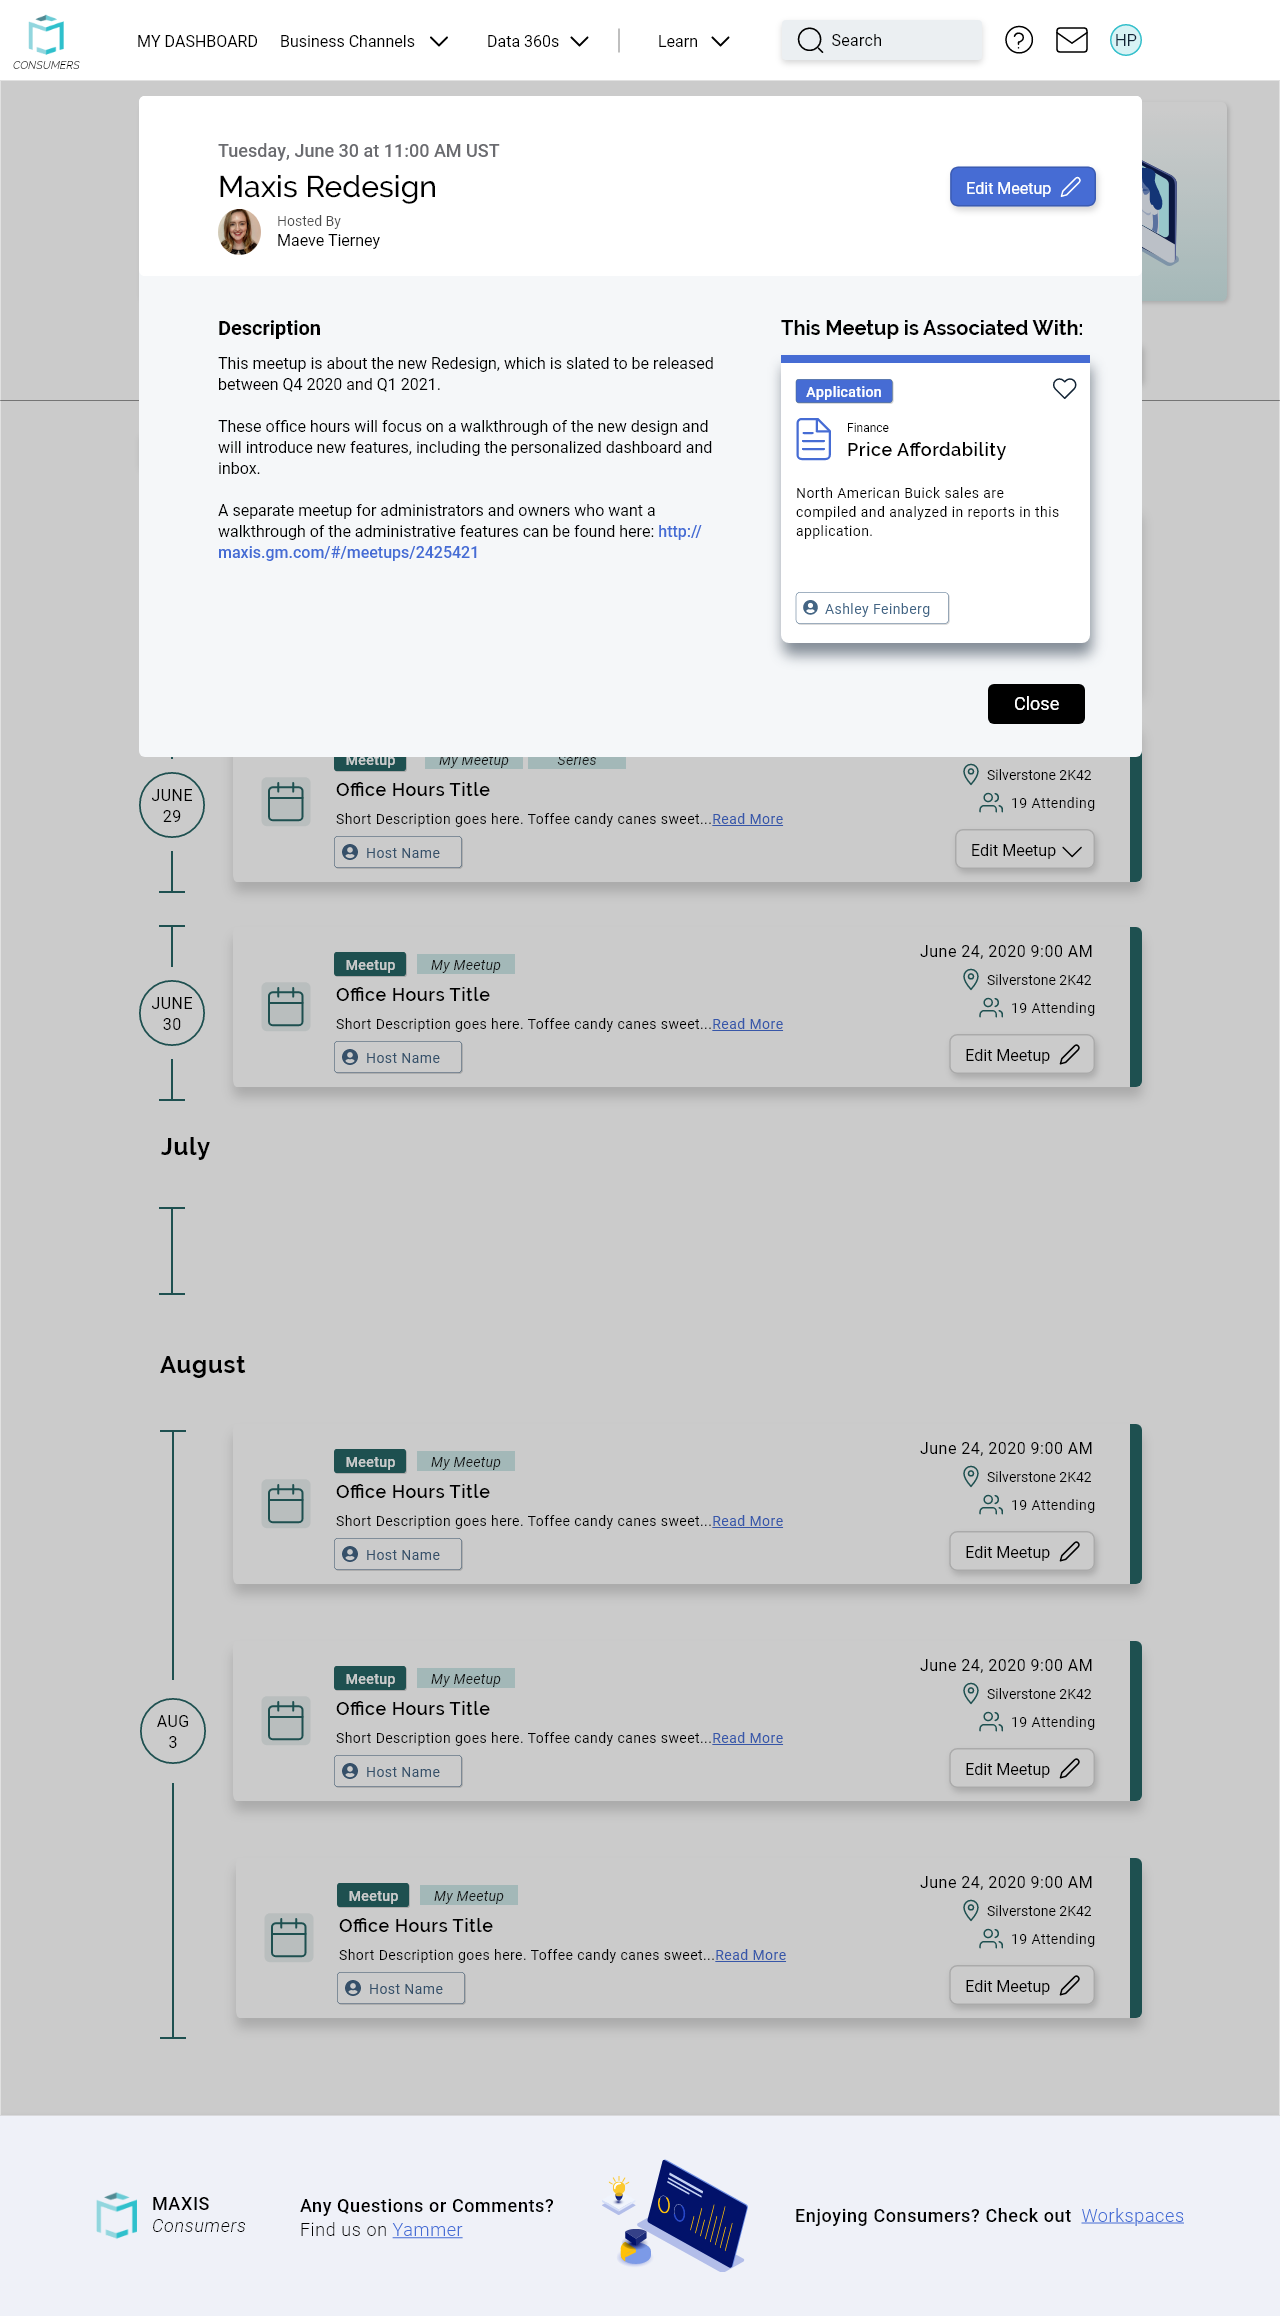 CONSUMERS
MY DASHBOARD
Business Channels
Data 360s
Learn
Search
HP
Tuesday, June 30 at 11:00 AM UST
Maxis Redesign
Hosted By
Maeve Tierney
Edit Meetup
Description
This meetup is about the new Redesign, which is slated to be released
between Q4 2020 and Q1 2021.
These office hours will focus on a walkthrough of the new design and
will introduce new features, including the personalized dashboard and
inbox.
A separate meetup for administrators and owners who want a
walkthrough of the administrative features can be found here: http://
maxis.gm.com/#/meetups/2425421
This Meetup is Associated With:
Application
Finance
Price Affordability
North American Buick sales are
compiled and analyzed in reports in this
application.
Ashley Feinberg
Close
JUNE
29
Meetup
My Meetup
Series
Office Hours Title
Short Description goes here. Toffee candy canes sweet...Read More
Host Name
Silverstone 2K42
19 Attending
Edit Meetup
JUNE
30
Meetup
My Meetup
Office Hours Title
Short Description goes here. Toffee candy canes sweet...Read More
Host Name
June 24, 2020 9:00 AM
Silverstone 2K42
19 Attending
Edit Meetup
July
August
Meetup
My Meetup
Office Hours Title
Short Description goes here. Toffee candy canes sweet...Read More
Host Name
June 24, 2020 9:00 AM
Silverstone 2K42
19 Attending
Edit Meetup
AUG
3
Meetup
My Meetup
Office Hours Title
Short Description goes here. Toffee candy canes sweet...Read More
Host Name
June 24, 2020 9:00 AM
Silverstone 2K42
19 Attending
Edit Meetup
Meetup
My Meetup
Office Hours Title
Short Description goes here. Toffee candy canes sweet...Read More
Host Name
June 24, 2020 9:00 AM
Silverstone 2K42
19 Attending
Edit Meetup
MAXIS
Consumers
Any Questions or Comments?
Find us on Yammer
Enjoying Consumers? Check out Workspaces